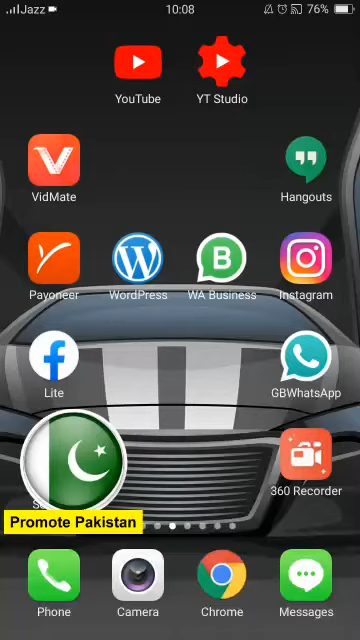 Jazz 10:08 76%
YouTube YT Studio
VidMate Hangouts
Payoneer WordPress WA Business Instagram
Lite GBWhatsApp
360 Recorder
Promote Pakistan
Phone Camera Chrome Messages